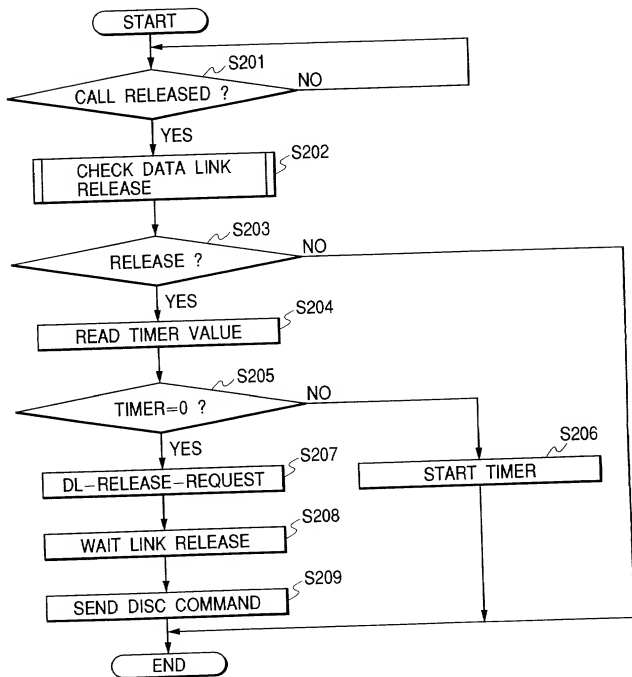 START
S201
CALL RELEASED ?
NO
YES
S202
CHECK DATA LINK
RELEASE
S203
RELEASE ?
NO
YES
S204
READ TIMER VALUE
S205
TIMER=0 ?
NO
YES
S206
START TIMER
S207
DL-RELEASE-REQUEST
S208
WAIT LINK RELEASE
S209
SEND DISC COMMAND
END